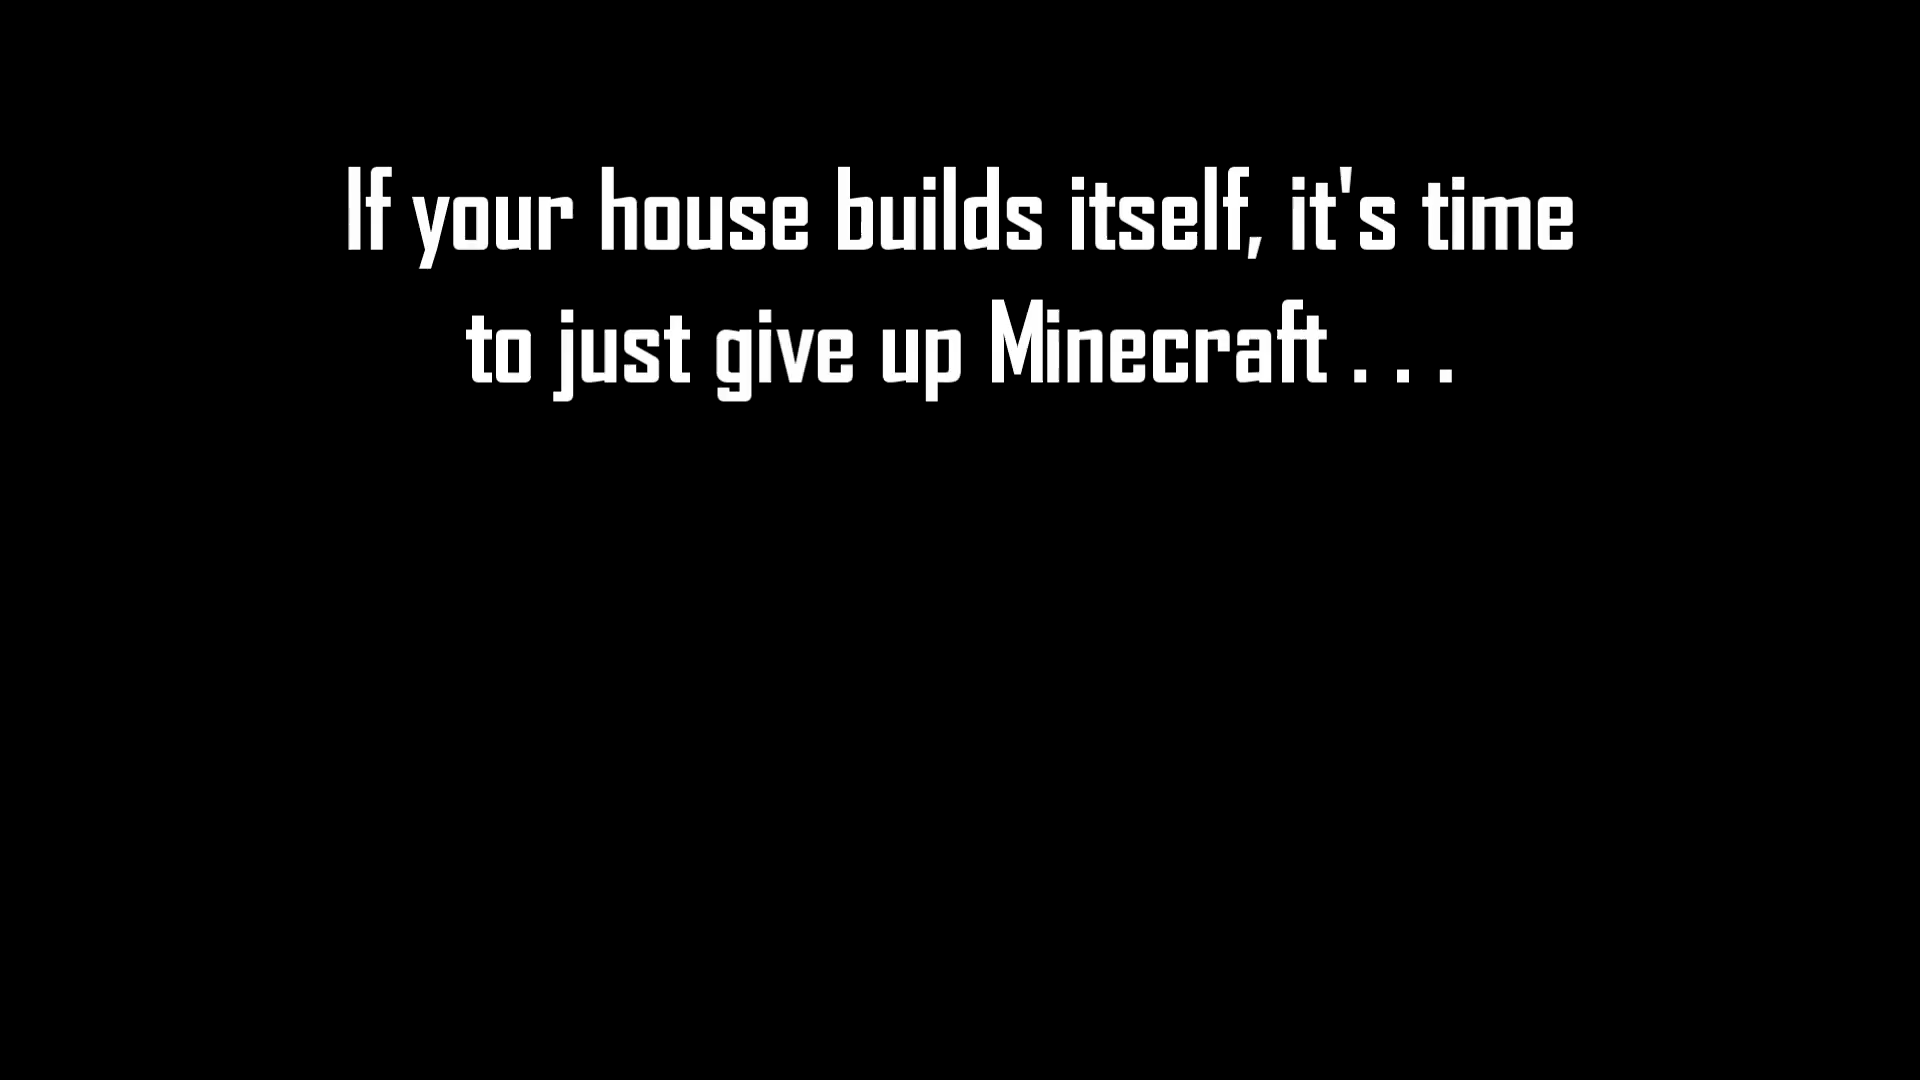 If your house builds itself, it's time
to just give up Minecraft . . .